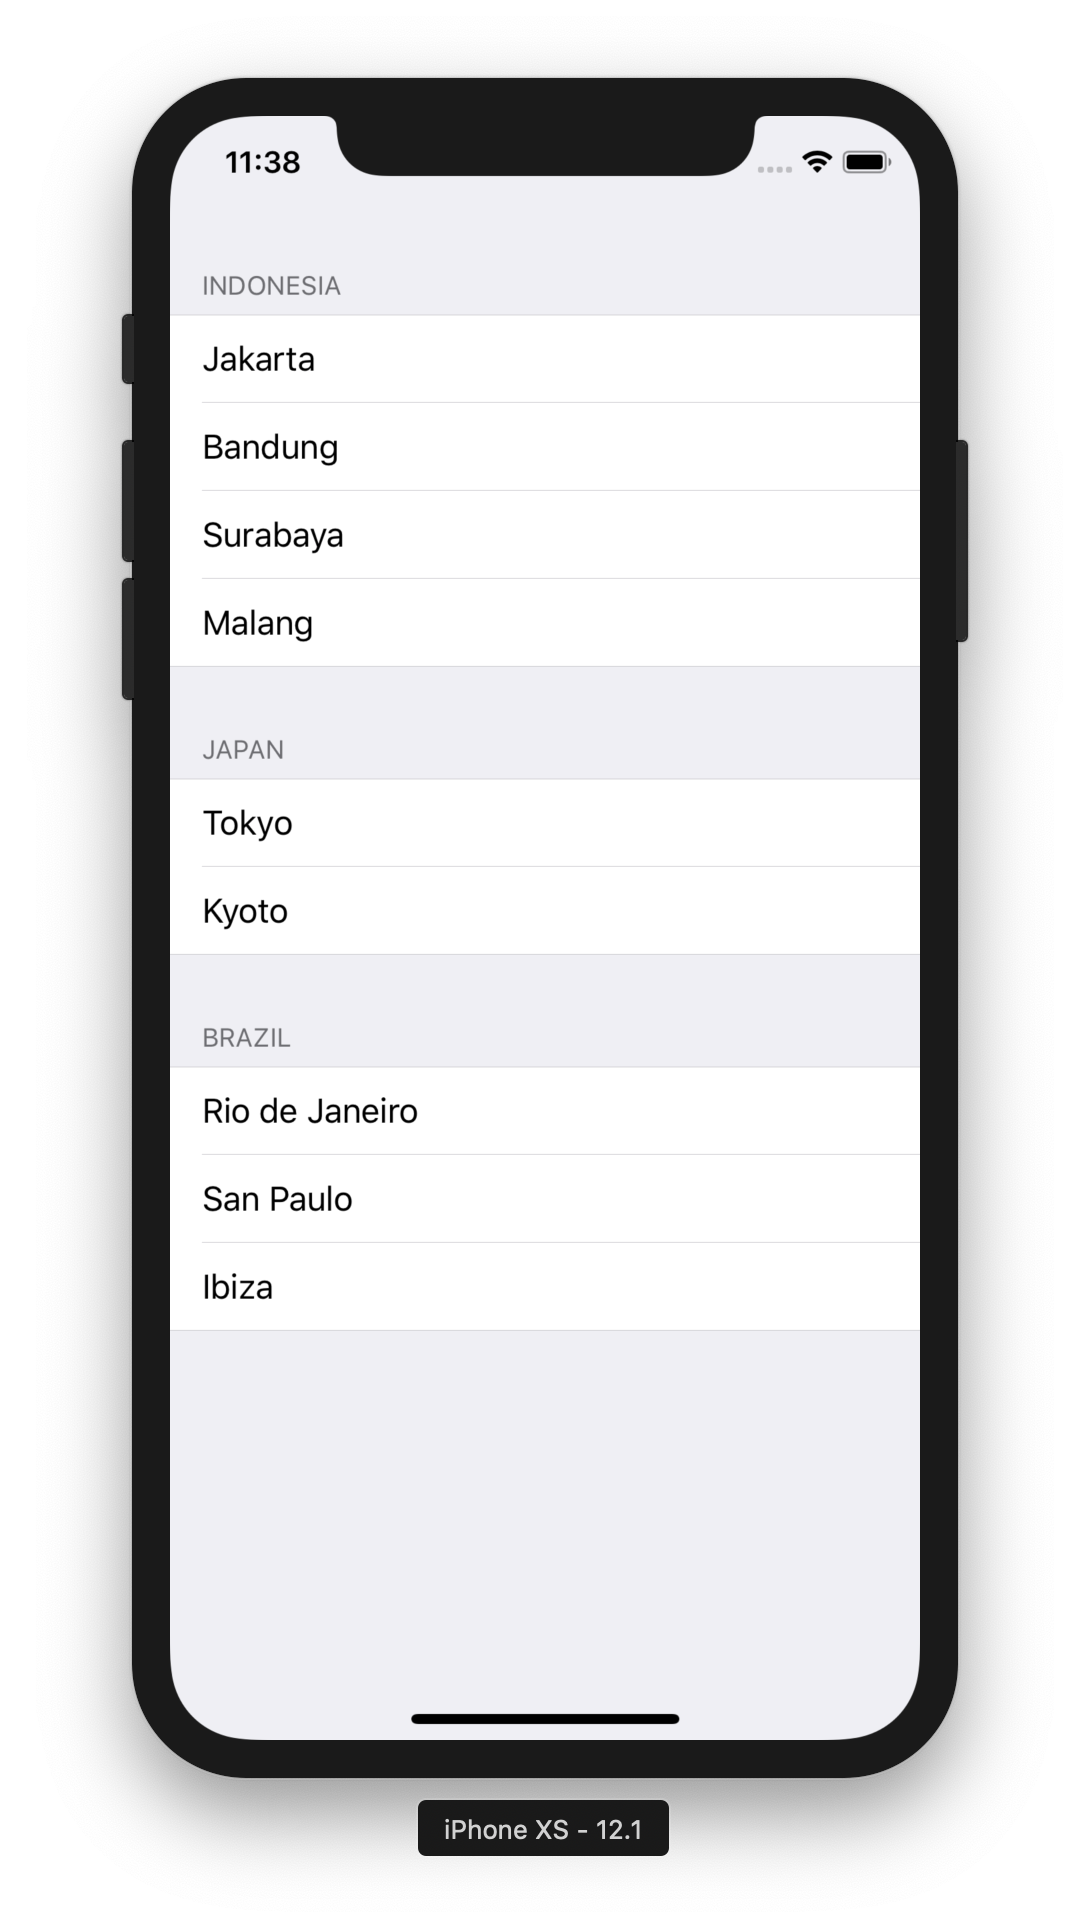 11:38
INDONESIA
Jakarta
Bandung
Surabaya
Malang
JAPAN
Tokyo
Kyoto
BRAZIL
Rio de Janeiro
San Paulo
Ibiza
iPhone XS - 12.1